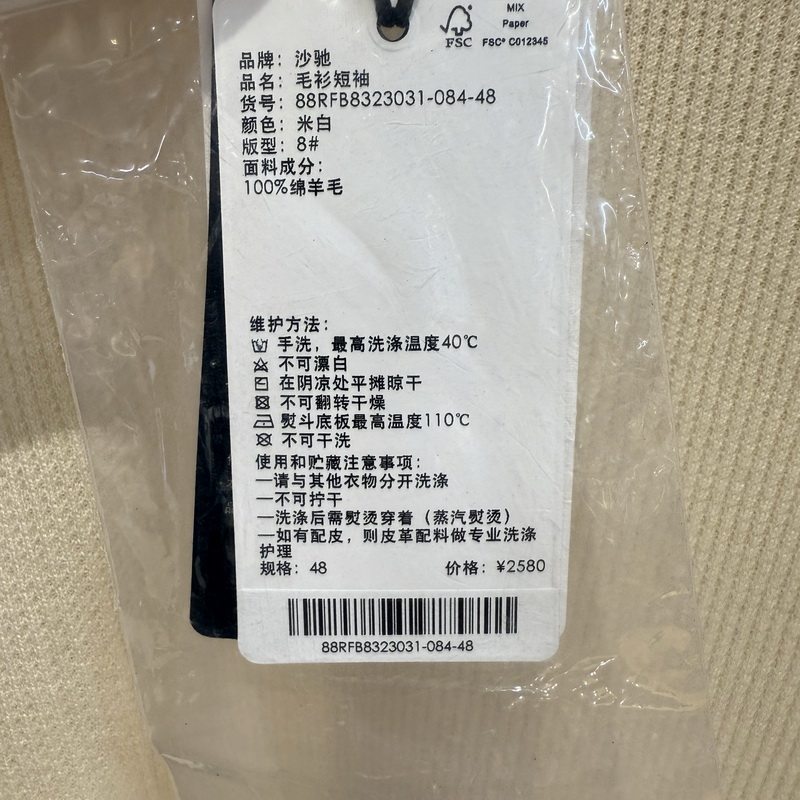 MIX
Paper
FSC
FSC® C012345
品牌：沙驰
品名：毛衫短袖
货号：88RFB8323031-084-48
颜色：米白
版型：8#
面料成分：
100%绵羊毛
维护方法：
手洗，最高洗涤温度40℃
不可漂白
在阴凉处平摊晾干
不可翻转干燥
熨斗底板最高温度110℃
不可干洗
使用和贮藏注意事项：
—请与其他衣物分开洗涤
—不可拧干
—洗涤后需熨烫穿着（蒸汽熨烫）
—如有配皮，则皮革配料做专业洗涤
护理
规格：48 价格：¥2580
88RFB8323031-084-48